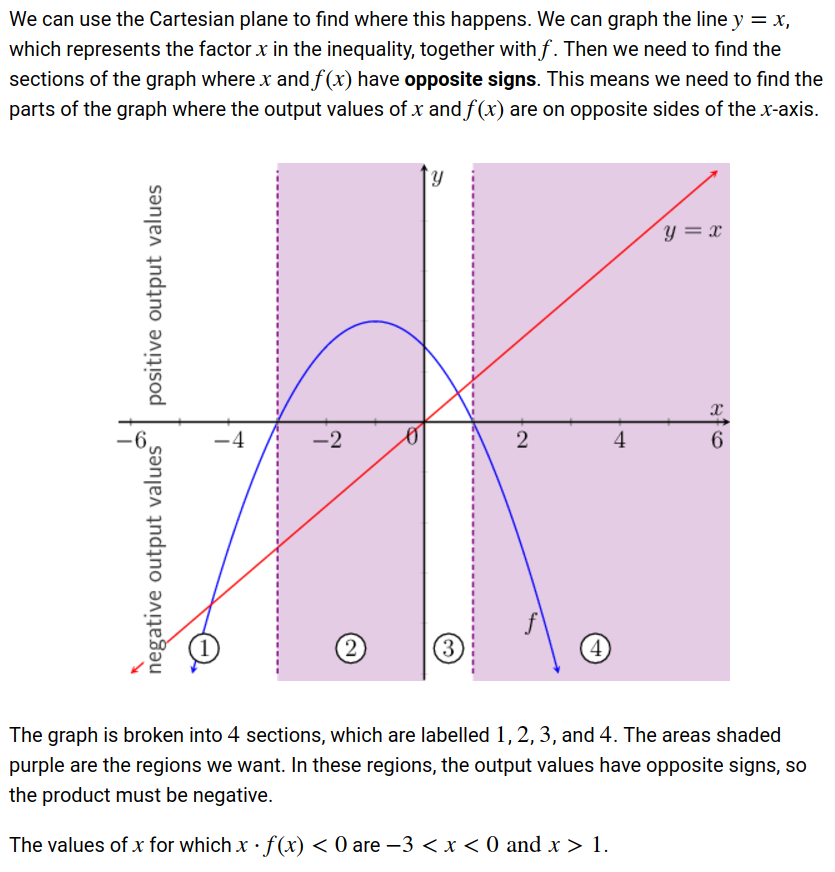 We can use the Cartesian plane to find where this happens. We can graph the line y = x,
which represents the factor x in the inequality, together with f. Then we need to find the
sections of the graph where x and f(x) have opposite signs. This means we need to find the
parts of the graph where the output values of x and f(x) are on opposite sides of the x-axis.
positive output values
negative output values
y
y = x
x
−6 −4 −2 0 2 4 6
f
1 2 3 4
The graph is broken into 4 sections, which are labelled 1, 2, 3, and 4. The areas shaded
purple are the regions we want. In these regions, the output values have opposite signs, so
the product must be negative.
The values of x for which x · f(x) < 0 are −3 < x < 0 and x > 1.